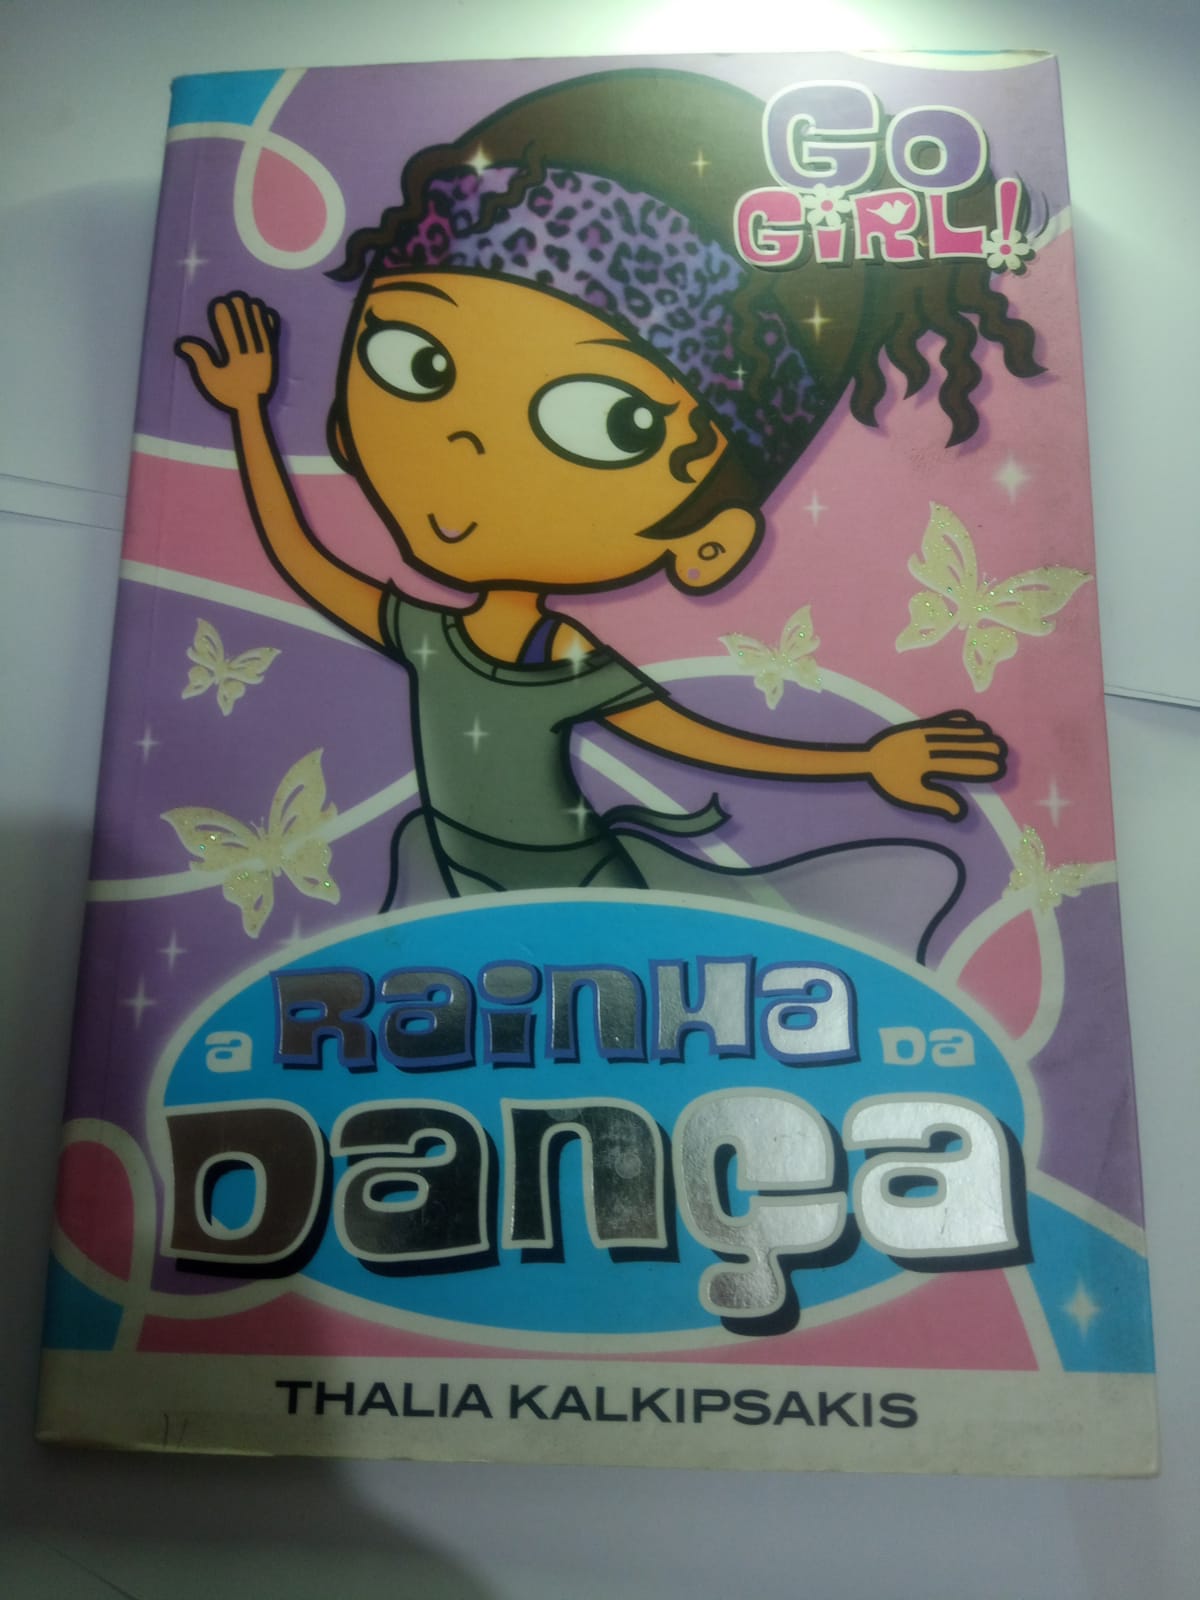 GO
GIRL!
a RaiNHa Da
Dança
THALIA KALKIPSAKIS